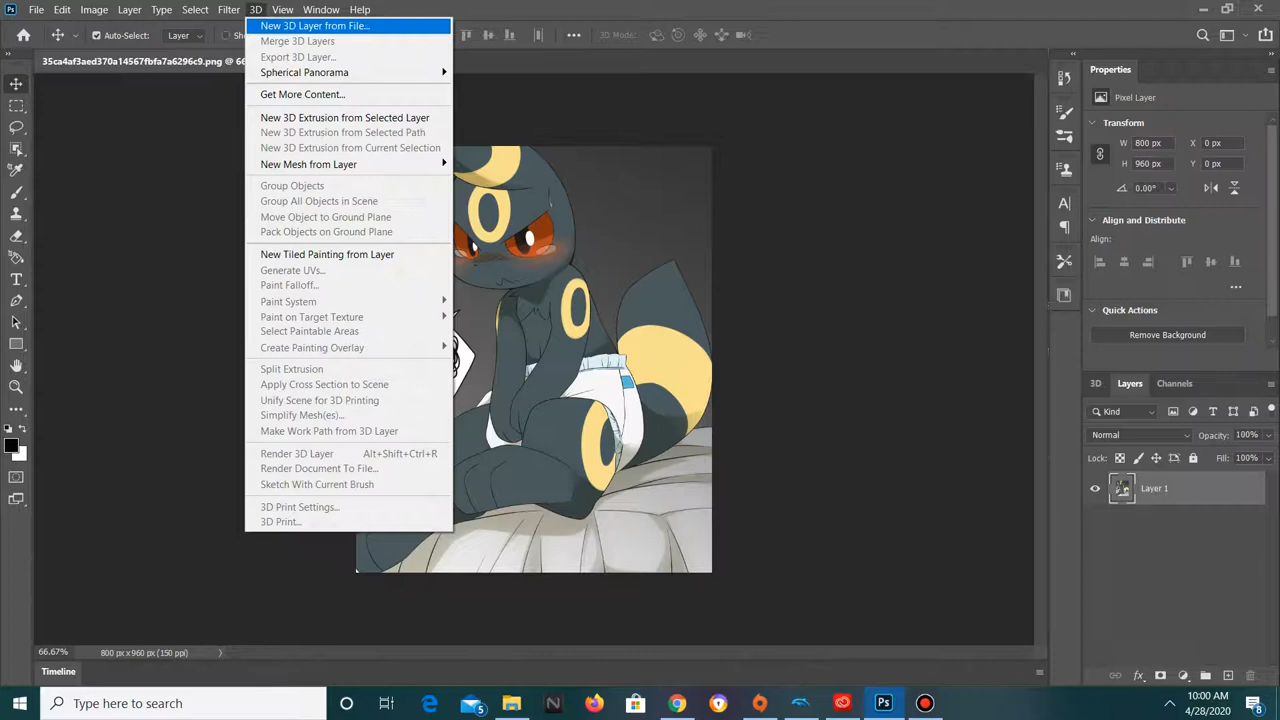 Ps File Edit Image Layer Type Select Filter 3D View Window Help
Auto-Select: Layer 3D Mode:
35ca4af3aed370a14567fbfa7c6296c9.png @ 66
New 3D Layer from File...
Merge 3D Layers
Export 3D Layer...
Spherical Panorama
Get More Content...
New 3D Extrusion from Selected Layer
New 3D Extrusion from Selected Path
New 3D Extrusion from Current Selection
New Mesh from Layer
Group Objects
Group All Objects in Scene
Move Object to Ground Plane
Pack Objects on Ground Plane
New Tiled Painting from Layer
Generate UVs...
Paint Falloff...
Paint System
Paint on Target Texture
Select Paintable Areas
Create Painting Overlay
Split Extrusion
Apply Cross Section to Scene
Unify Scene for 3D Printing
Simplify Mesh(es)...
Make Work Path from 3D Layer
Render 3D Layer Alt+Shift+Ctrl+R
Render Document To File...
Sketch With Current Brush
3D Print Settings...
3D Print...
Properties
Pixel Layer
Transform
W 800 px X 0 px
H 960 px Y 0 px
0.00°
Align and Distribute
Align:
Quick Actions
Remove Background
3D Layers Channels
Kind
Normal Opacity: 100%
Lock: Fill: 100%
Layer 1
66.67% 800 px x 960 px (150 ppi)
Timeline
Type here to search
5
N
Ps
10:00 AM
4/28/2020
8